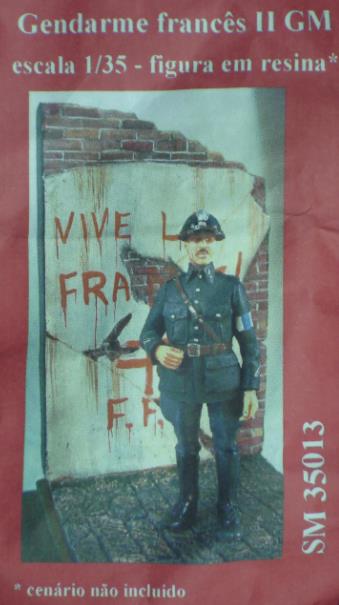 Gendarme francês II GM
escala 1/35 - figura em resina*
VIVE L
FRA
F.F.
SM 35013
* cenário não incluido